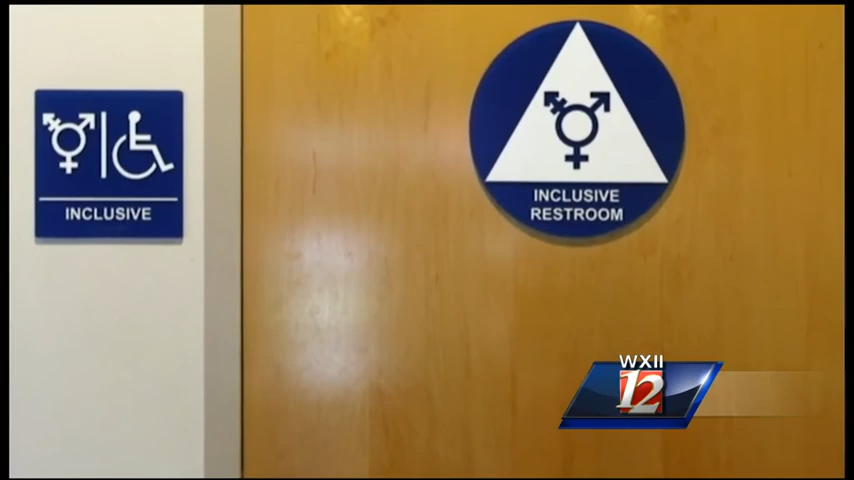 INCLUSIVE
INCLUSIVE
RESTROOM
WXII
12